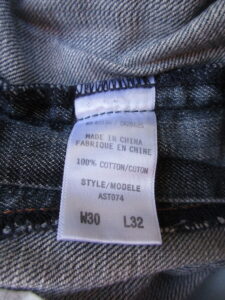 MADE IN CHINA
FABRIQUE EN CHINE
100% COTTON/COTON
STYLE/MODELE
AST074
W30 L32